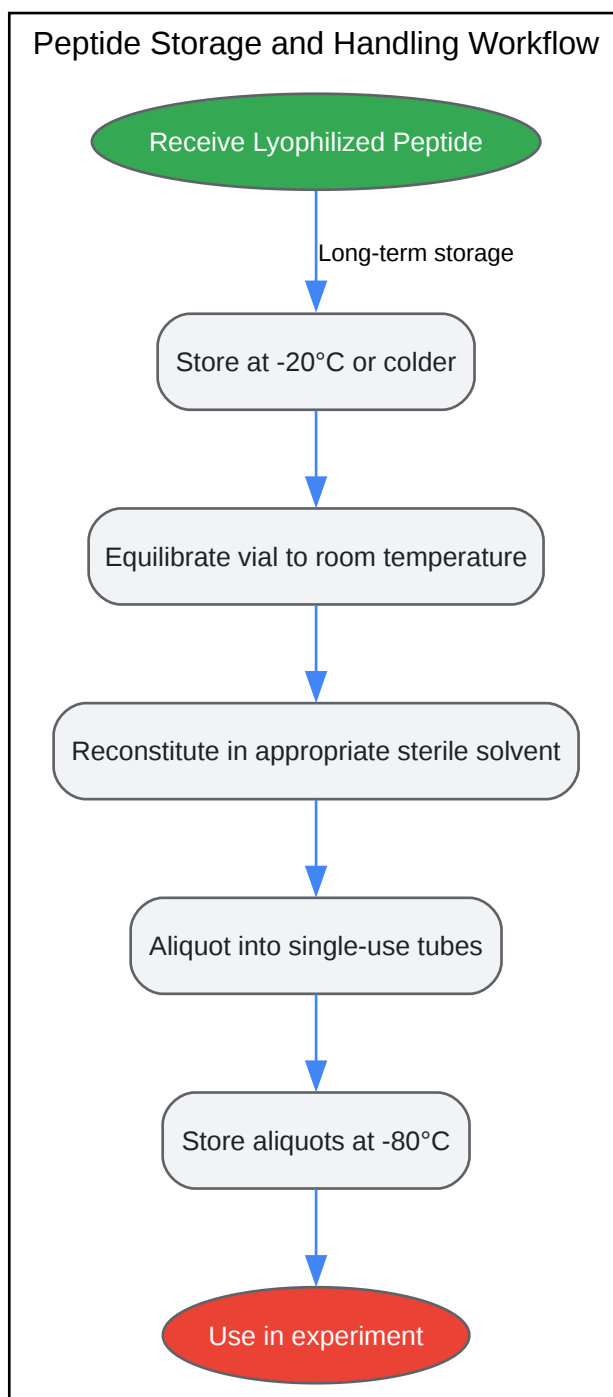 Peptide Storage and Handling Workflow
Receive Lyophilized Peptide
Long-term storage
Store at -20°C or colder
Equilibrate vial to room temperature
Reconstitute in appropriate sterile solvent
Aliquot into single-use tubes
Store aliquots at -80°C
Use in experiment